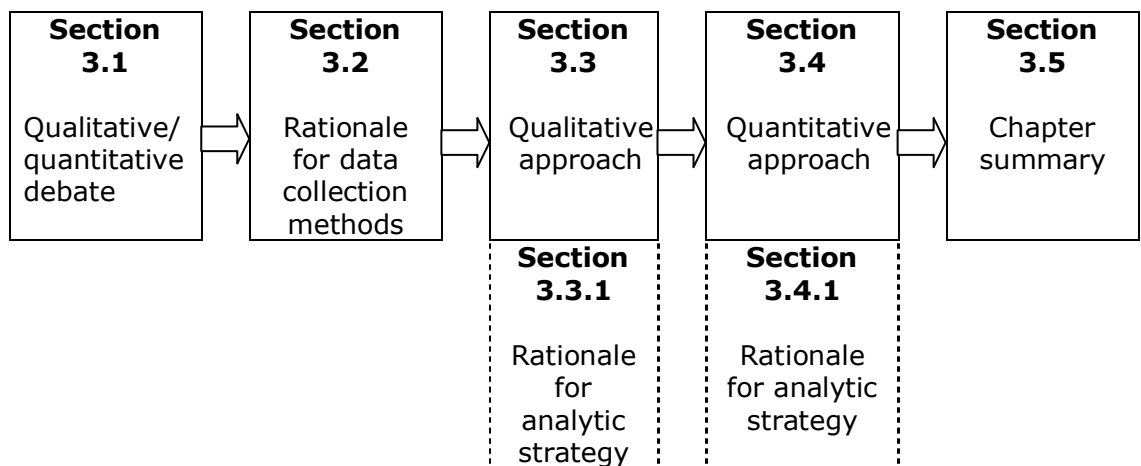 Section
3.1
Qualitative/
quantitative
debate
Section
3.2
Rationale
for data
collection
methods
Section
3.3
Qualitative
approach
Section
3.4
Quantitative
approach
Section
3.5
Chapter
summary
Section
3.3.1
Rationale
for
analytic
strategy
Section
3.4.1
Rationale
for analytic
strategy